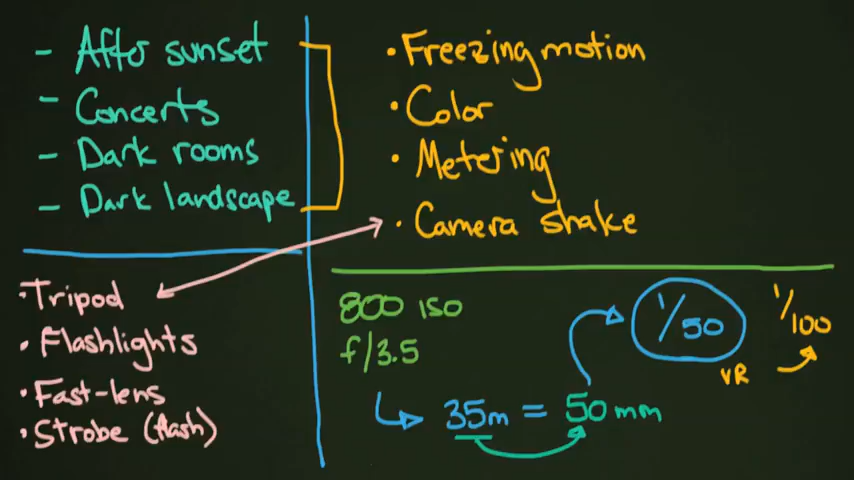 - After sunset
- Concerts
- Dark rooms
- Dark landscape
• Freezing motion
• Color
• Metering
• Camera shake
• Tripod
• Flashlights
• Fast-lens
• Strobe (flash)
800 ISO
f/3.5
35m = 50mm
1/50
1/100
VR